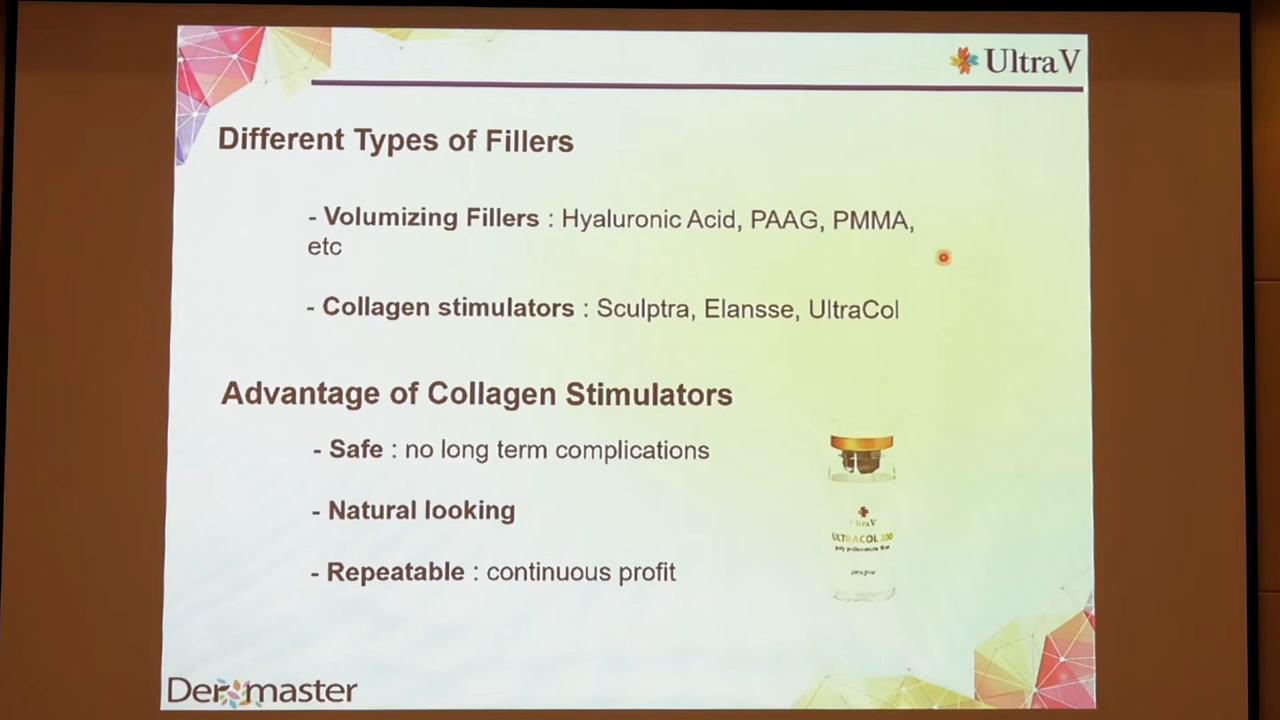 UltraV
Different Types of Fillers
- Volumizing Fillers : Hyaluronic Acid, PAAG, PMMA,
etc
- Collagen stimulators : Sculptra, Elansse, UltraCol
Advantage of Collagen Stimulators
- Safe : no long term complications
- Natural looking
- Repeatable : continuous profit
UltraV
ULTRACOL 200
Dermaster